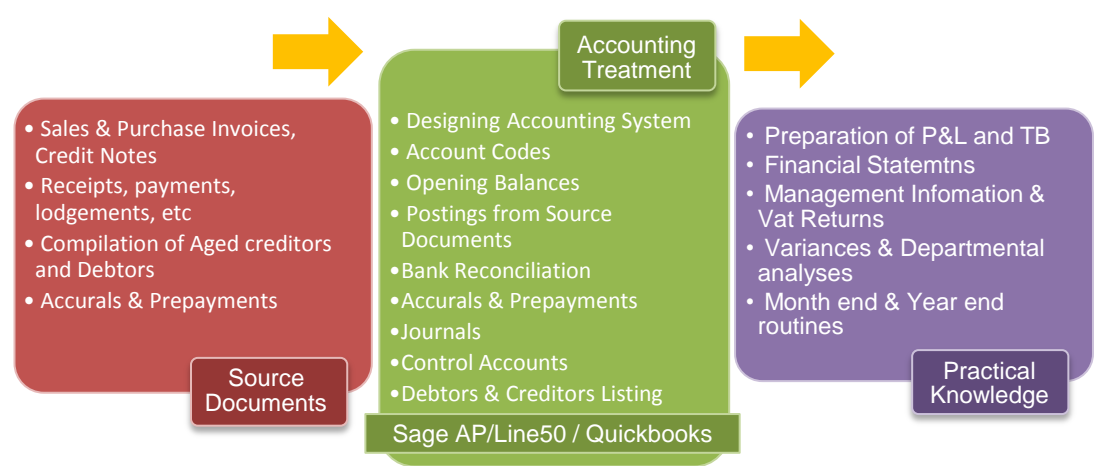 • Sales & Purchase Invoices,
Credit Notes
• Receipts, payments,
lodgements, etc
• Compilation of Aged creditors
and Debtors
• Accurals & Prepayments
Source
Documents
Accounting
Treatment
• Designing Accounting System
• Account Codes
• Opening Balances
• Postings from Source
Documents
•Bank Reconciliation
•Accurals & Prepayments
•Journals
•Control Accounts
•Debtors & Creditors Listing
Sage AP/Line50 / Quickbooks
• Preparation of P&L and TB
• Financial Statemtns
• Management Infomation &
Vat Returns
• Variances & Departmental
analyses
• Month end & Year end
routines
Practical
Knowledge